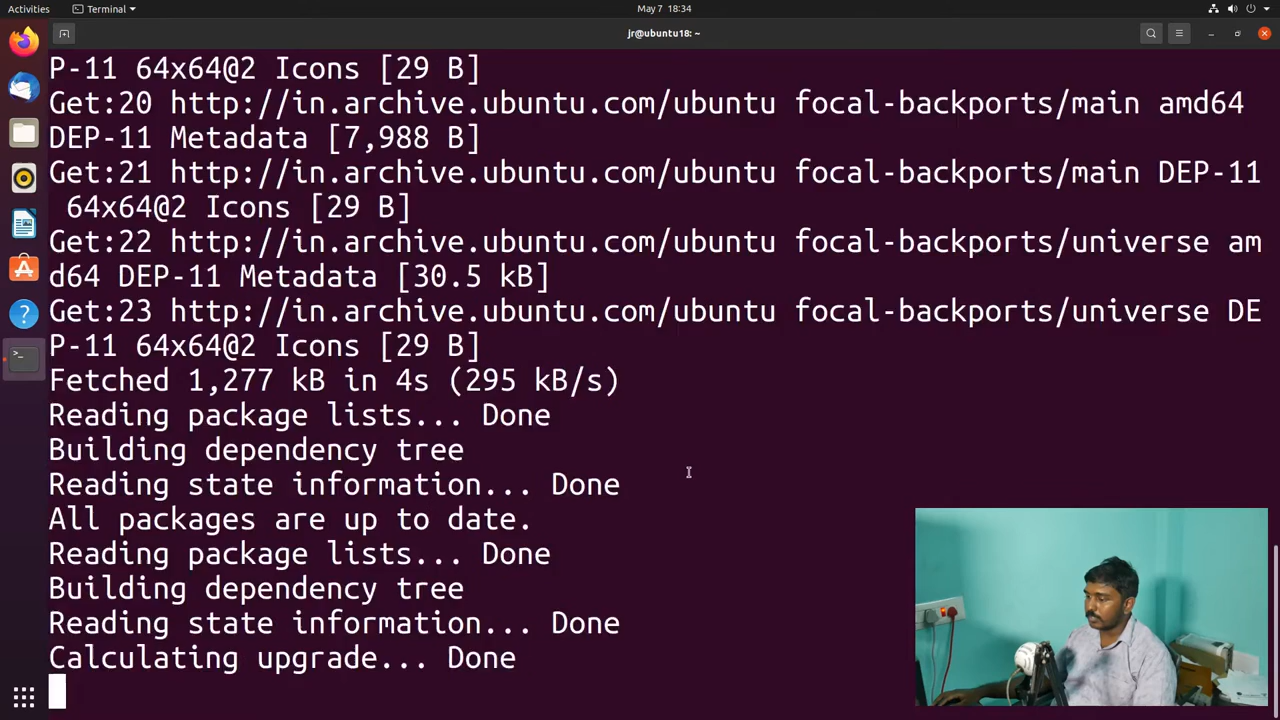 Activities
Terminal
May 7 18:34
jr@ubuntu18: ~
P-11 64x64@2 Icons [29 B]
Get:20 http://in.archive.ubuntu.com/ubuntu focal-backports/main amd64
DEP-11 Metadata [7,988 B]
Get:21 http://in.archive.ubuntu.com/ubuntu focal-backports/main DEP-11
64x64@2 Icons [29 B]
Get:22 http://in.archive.ubuntu.com/ubuntu focal-backports/universe am
d64 DEP-11 Metadata [30.5 kB]
Get:23 http://in.archive.ubuntu.com/ubuntu focal-backports/universe DE
P-11 64x64@2 Icons [29 B]
Fetched 1,277 kB in 4s (295 kB/s)
Reading package lists... Done
Building dependency tree
Reading state information... Done
All packages are up to date.
Reading package lists... Done
Building dependency tree
Reading state information... Done
Calculating upgrade... Done